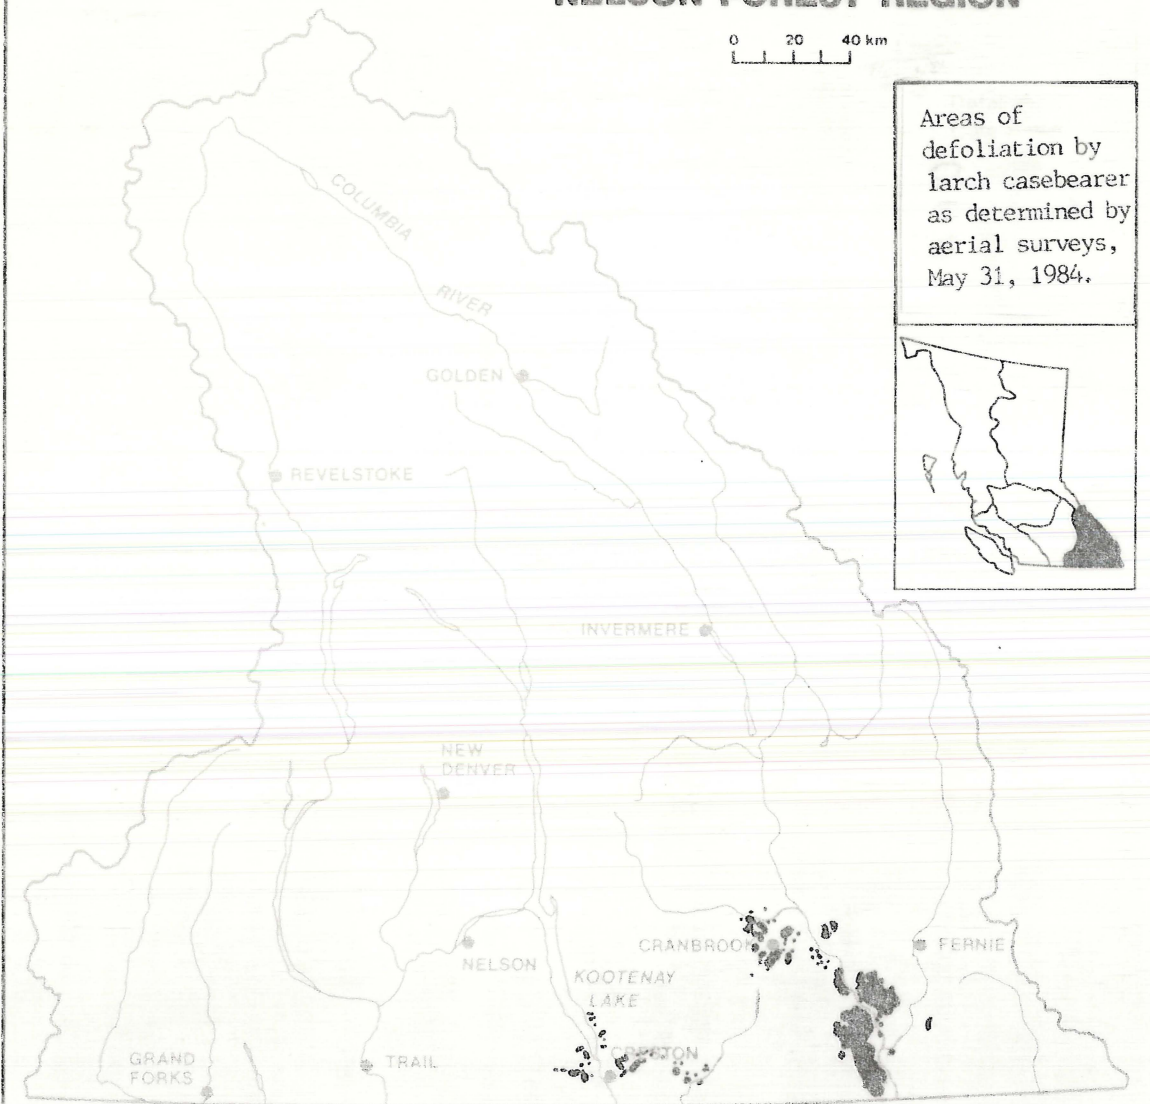 NELSON FOREST REGION
0 20 40 km
Areas of
defoliation by
larch casebearer
as determined by
aerial surveys,
May 31, 1984.
COLUMBIA
RIVER
GOLDEN
REVELSTOKE
INVERMERE
NEW
DENVER
CRANBROOK
FERNIE
NELSON
KOOTENAY
LAKE
CRESTON
GRAND
FORKS
TRAIL